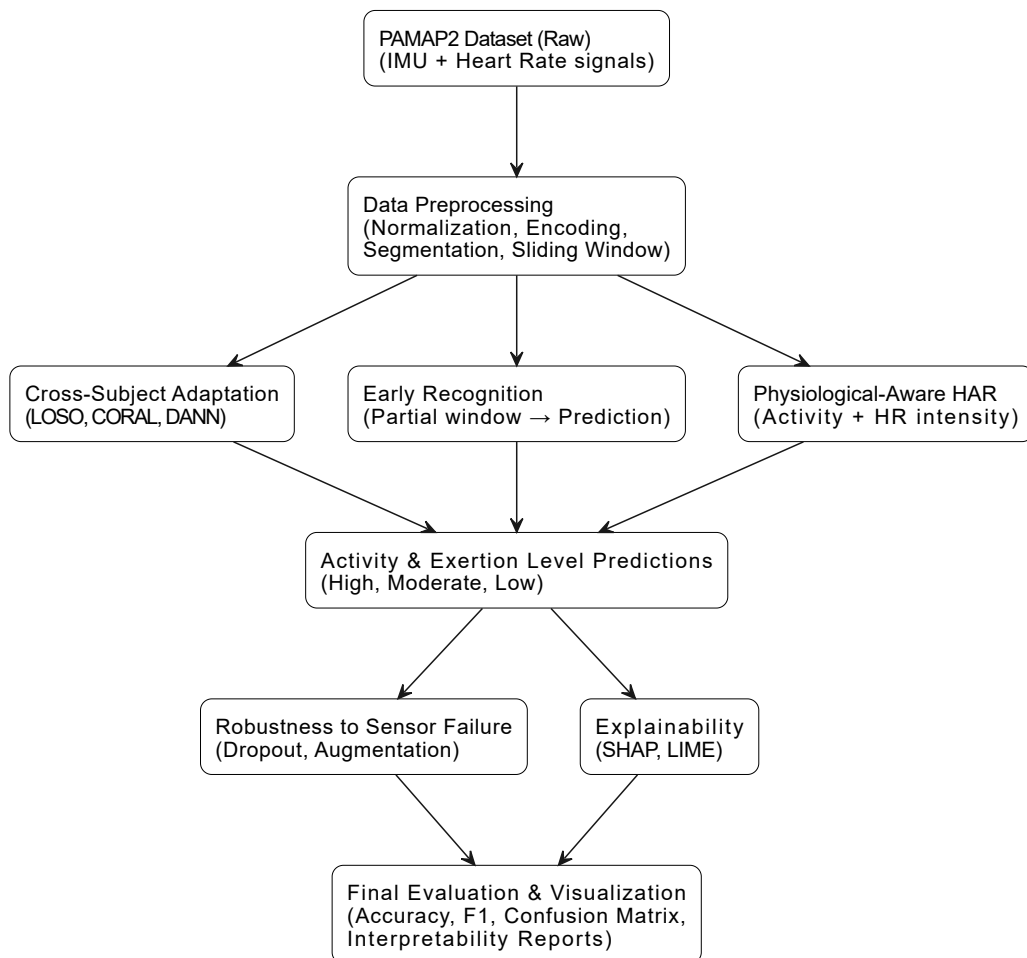 PAMAP2 Dataset (Raw)
(IMU + Heart Rate signals)
Data Preprocessing
(Normalization, Encoding,
Segmentation, Sliding Window)
Cross-Subject Adaptation
(LOSO, CORAL, DANN)
Early Recognition
(Partial window → Prediction)
Physiological-Aware HAR
(Activity + HR intensity)
Activity & Exertion Level Predictions
(High, Moderate, Low)
Robustness to Sensor Failure
(Dropout, Augmentation)
Explainability
(SHAP, LIME)
Final Evaluation & Visualization
(Accuracy, F1, Confusion Matrix,
Interpretability Reports)